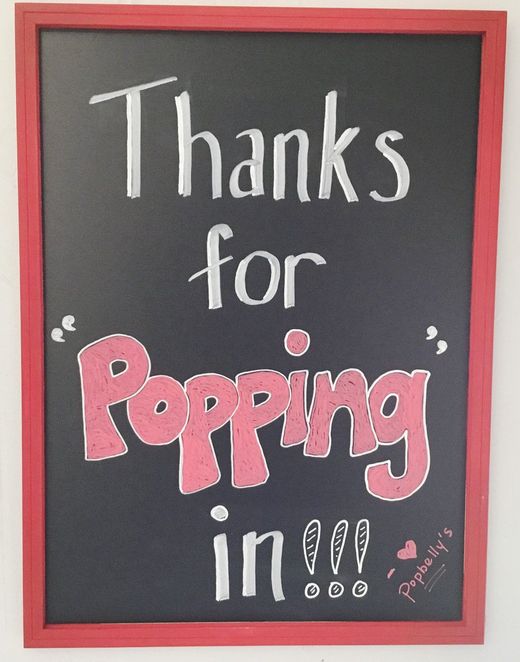 Thanks
for
"Popping"
in!!!
- ♥ Popbelly's